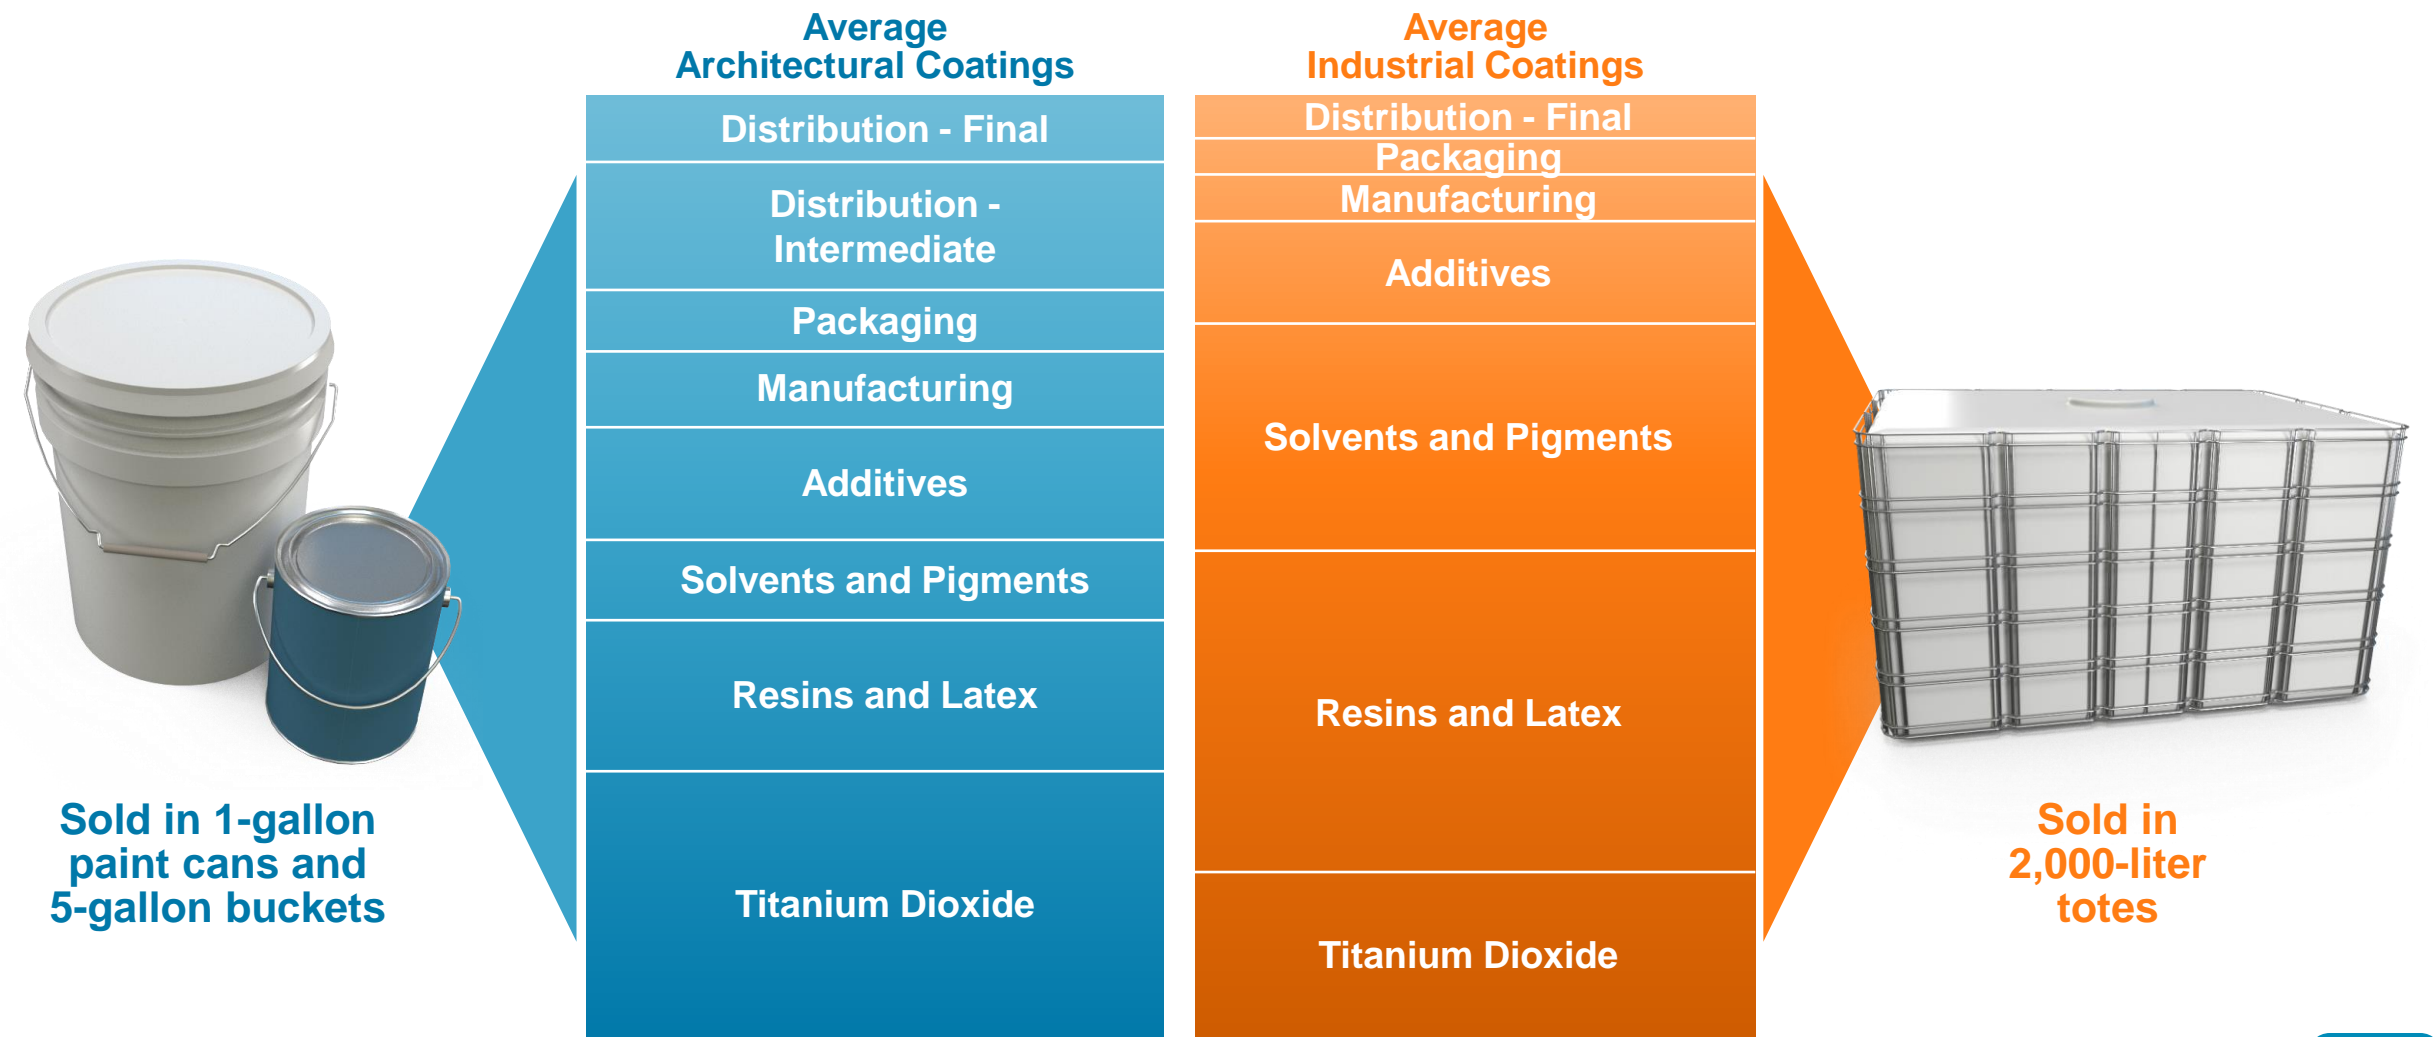 Average
Architectural Coatings
Distribution - Final
Distribution -
Intermediate
Packaging
Manufacturing
Additives
Solvents and Pigments
Resins and Latex
Titanium Dioxide
Average
Industrial Coatings
Distribution - Final
Packaging
Manufacturing
Additives
Solvents and Pigments
Resins and Latex
Titanium Dioxide
Sold in 1-gallon
paint cans and
5-gallon buckets
Sold in
2,000-liter
totes